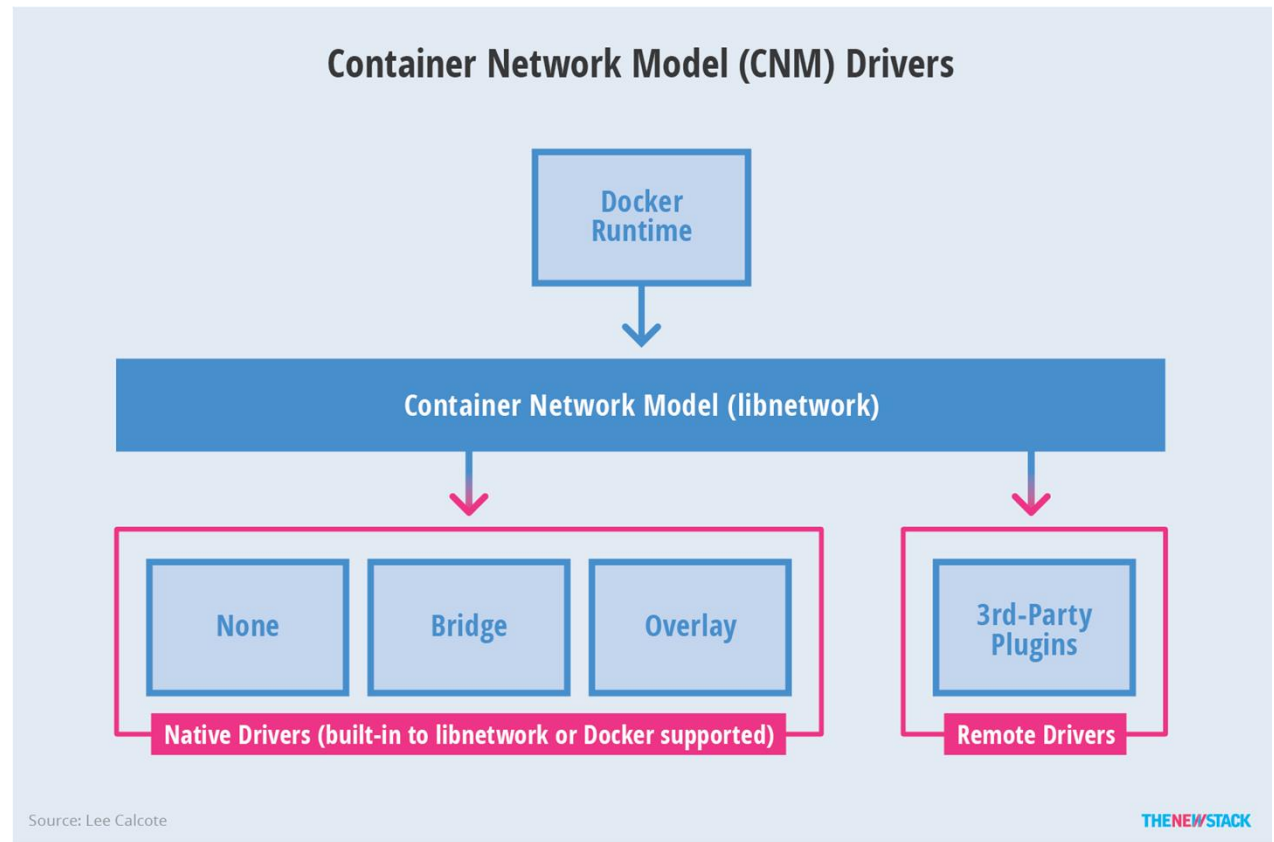 Container Network Model (CNM) Drivers
Docker
Runtime
Container Network Model (libnetwork)
None
Bridge
Overlay
3rd-Party
Plugins
Native Drivers (built-in to libnetwork or Docker supported)
Remote Drivers
Source: Lee Calcote
THENEWSTACK